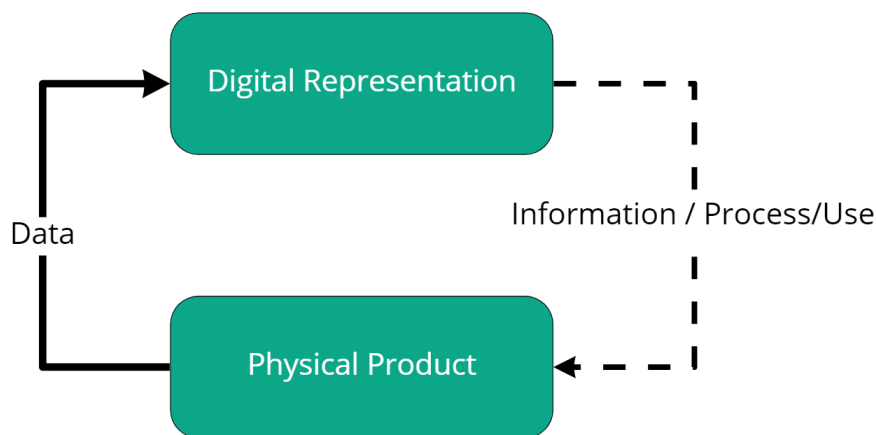 Digital Representation
Information / Process/Use
Data
Physical Product